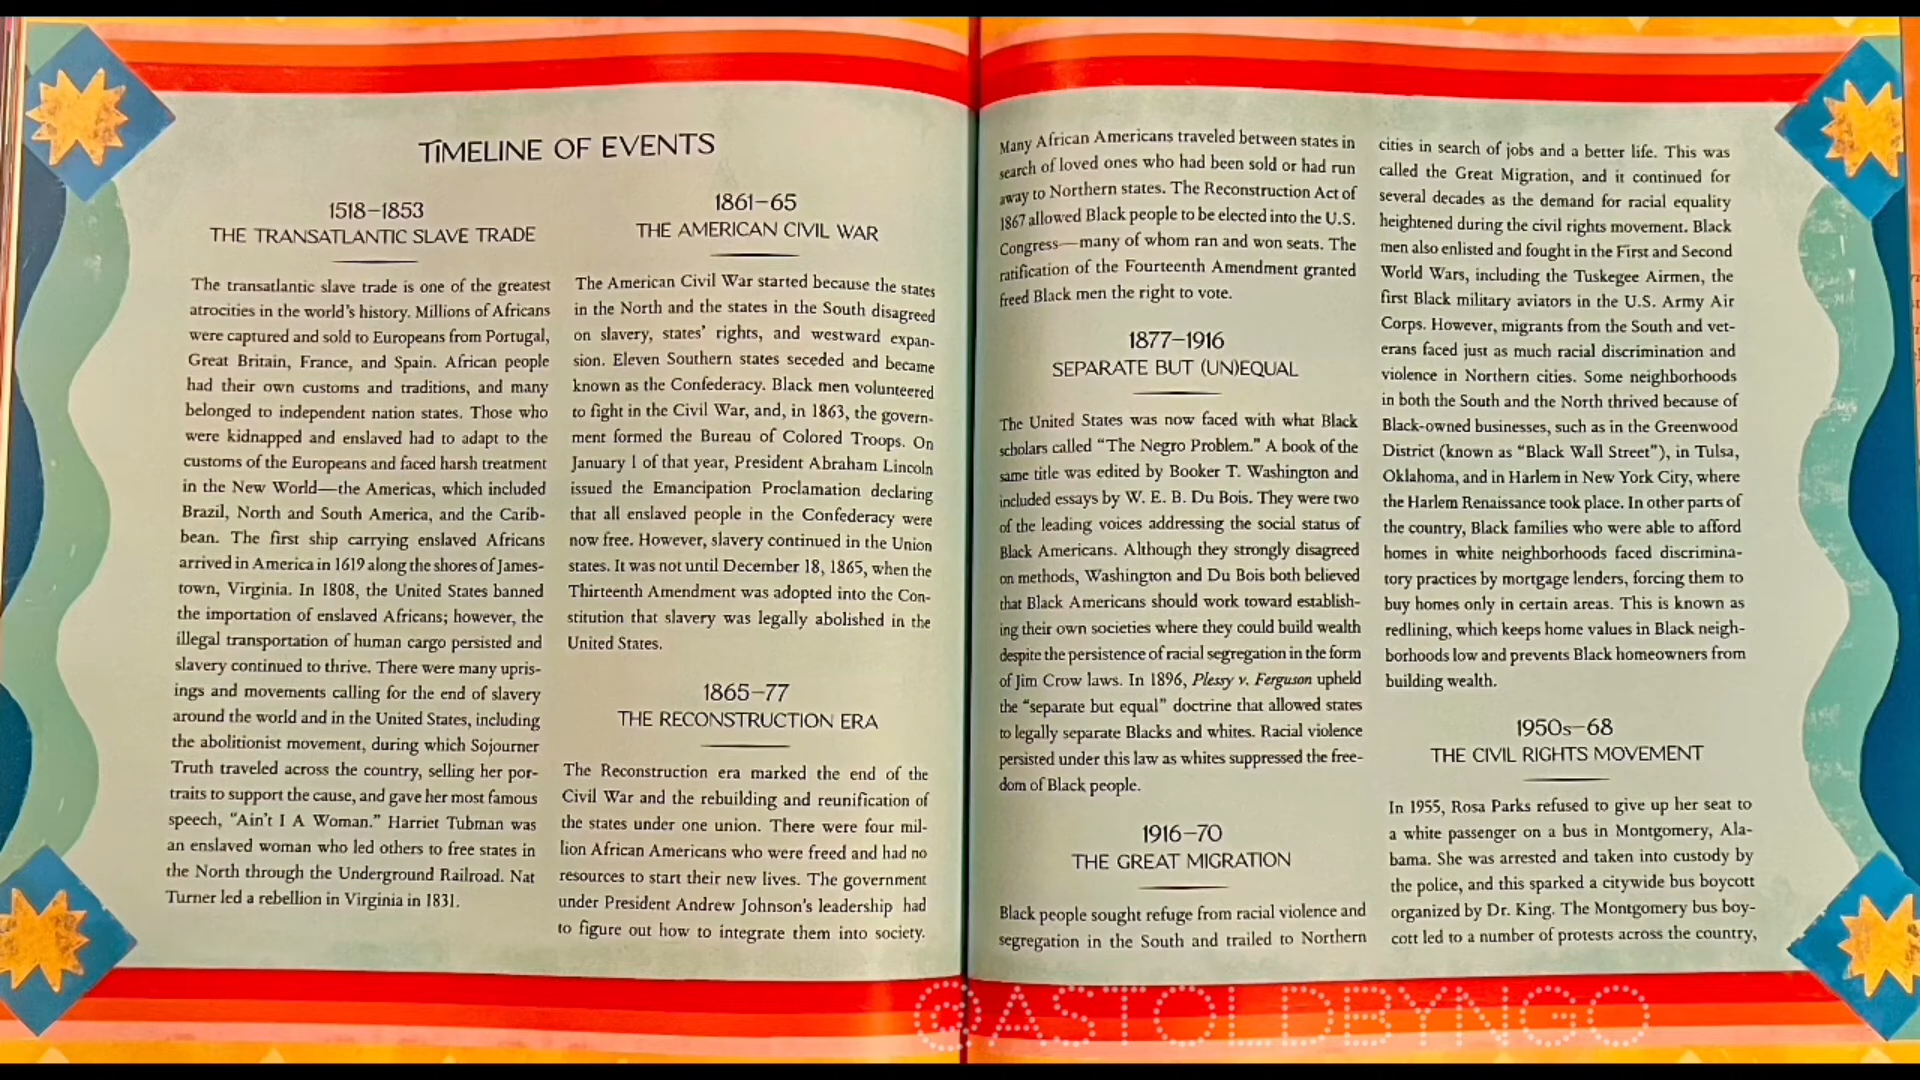 TIMELINE OF EVENTS
1518–1853
THE TRANSATLANTIC SLAVE TRADE
The transatlantic slave trade is one of the greatest
atrocities in the world's history. Millions of Africans
were captured and sold to Europeans from Portugal,
Great Britain, France, and Spain. African people
had their own customs and traditions, and many
belonged to independent nation states. Those who
were kidnapped and enslaved had to adapt to the
customs of the Europeans and faced harsh treatment
in the New World—the Americas, which included
Brazil, North and South America, and the Carib-
bean. The first ship carrying enslaved Africans
arrived in America in 1619 along the shores of James-
town, Virginia. In 1808, the United States banned
the importation of enslaved Africans; however, the
illegal transportation of human cargo persisted and
slavery continued to thrive. There were many upris-
ings and movements calling for the end of slavery
around the world and in the United States, including
the abolitionist movement, during which Sojourner
Truth traveled across the country, selling her por-
traits to support the cause, and gave her most famous
speech, "Ain't I A Woman." Harriet Tubman was
an enslaved woman who led others to free states in
the North through the Underground Railroad. Nat
Turner led a rebellion in Virginia in 1831.
1861–65
THE AMERICAN CIVIL WAR
The American Civil War started because the states
in the North and the states in the South disagreed
on slavery, states' rights, and westward expan-
sion. Eleven Southern states seceded and became
known as the Confederacy. Black men volunteered
to fight in the Civil War, and, in 1863, the govern-
ment formed the Bureau of Colored Troops. On
January 1 of that year, President Abraham Lincoln
issued the Emancipation Proclamation declaring
that all enslaved people in the Confederacy were
now free. However, slavery continued in the Union
states. It was not until December 18, 1865, when the
Thirteenth Amendment was adopted into the Con-
stitution that slavery was legally abolished in the
United States.
1865–77
THE RECONSTRUCTION ERA
The Reconstruction era marked the end of the
Civil War and the rebuilding and reunification of
the states under one union. There were four mil-
lion African Americans who were freed and had no
resources to start their new lives. The government
under President Andrew Johnson's leadership had
to figure out how to integrate them into society.
Many African Americans traveled between states in
search of loved ones who had been sold or had run
away to Northern states. The Reconstruction Act of
1867 allowed Black people to be elected into the U.S.
Congress—many of whom ran and won seats. The
ratification of the Fourteenth Amendment granted
freed Black men the right to vote.
1877–1916
SEPARATE BUT (UN)EQUAL
The United States was now faced with what Black
scholars called "The Negro Problem." A book of the
same title was edited by Booker T. Washington and
included essays by W. E. B. Du Bois. They were two
of the leading voices addressing the social status of
Black Americans. Although they strongly disagreed
on methods, Washington and Du Bois both believed
that Black Americans should work toward establish-
ing their own societies where they could build wealth
despite the persistence of racial segregation in the form
of Jim Crow laws. In 1896, Plessy v. Ferguson upheld
the "separate but equal" doctrine that allowed states
to legally separate Blacks and whites. Racial violence
persisted under this law as whites suppressed the free-
dom of Black people.
1916–70
THE GREAT MIGRATION
Black people sought refuge from racial violence and
segregation in the South and trailed to Northern
cities in search of jobs and a better life. This was
called the Great Migration, and it continued for
several decades as the demand for racial equality
heightened during the civil rights movement. Black
men also enlisted and fought in the First and Second
World Wars, including the Tuskegee Airmen, the
first Black military aviators in the U.S. Army Air
Corps. However, migrants from the South and vet-
erans faced just as much racial discrimination and
violence in Northern cities. Some neighborhoods
in both the South and the North thrived because of
Black-owned businesses, such as in the Greenwood
District (known as "Black Wall Street"), in Tulsa,
Oklahoma, and in Harlem in New York City, where
the Harlem Renaissance took place. In other parts of
the country, Black families who were able to afford
homes in white neighborhoods faced discrimina-
tory practices by mortgage lenders, forcing them to
buy homes only in certain areas. This is known as
redlining, which keeps home values in Black neigh-
borhoods low and prevents Black homeowners from
building wealth.
1950s–68
THE CIVIL RIGHTS MOVEMENT
In 1955, Rosa Parks refused to give up her seat to
a white passenger on a bus in Montgomery, Ala-
bama. She was arrested and taken into custody by
the police, and this sparked a citywide bus boycott
organized by Dr. King. The Montgomery bus boy-
cott led to a number of protests across the country,
@ASTOLDBYNGO